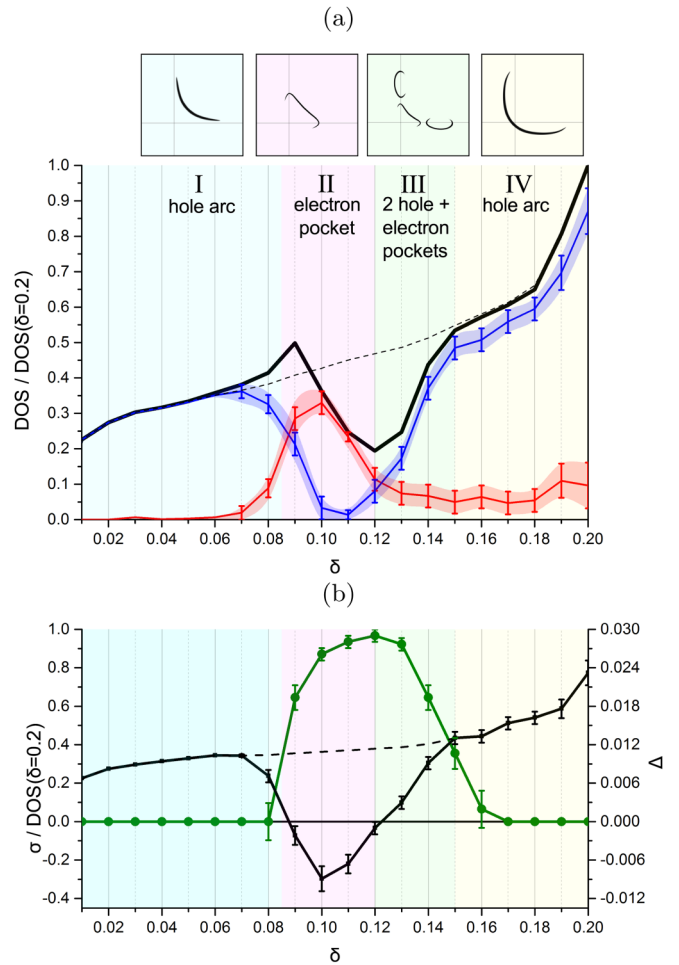 (a)
I
hole arc
II
electron
pocket
III
2 hole +
electron
pockets
IV
hole arc
DOS / DOS(δ=0.2)
1.0
0.9
0.8
0.7
0.6
0.5
0.4
0.3
0.2
0.1
0.0
0.02 0.04 0.06 0.08 0.10 0.12 0.14 0.16 0.18 0.20
δ
(b)
σ / DOS(δ=0.2)
1.0
0.8
0.6
0.4
0.2
0.0
-0.2
-0.4
0.030
0.024
0.018
0.012
0.006
0.000
-0.006
-0.012
Δ
0.02 0.04 0.06 0.08 0.10 0.12 0.14 0.16 0.18 0.20
δ